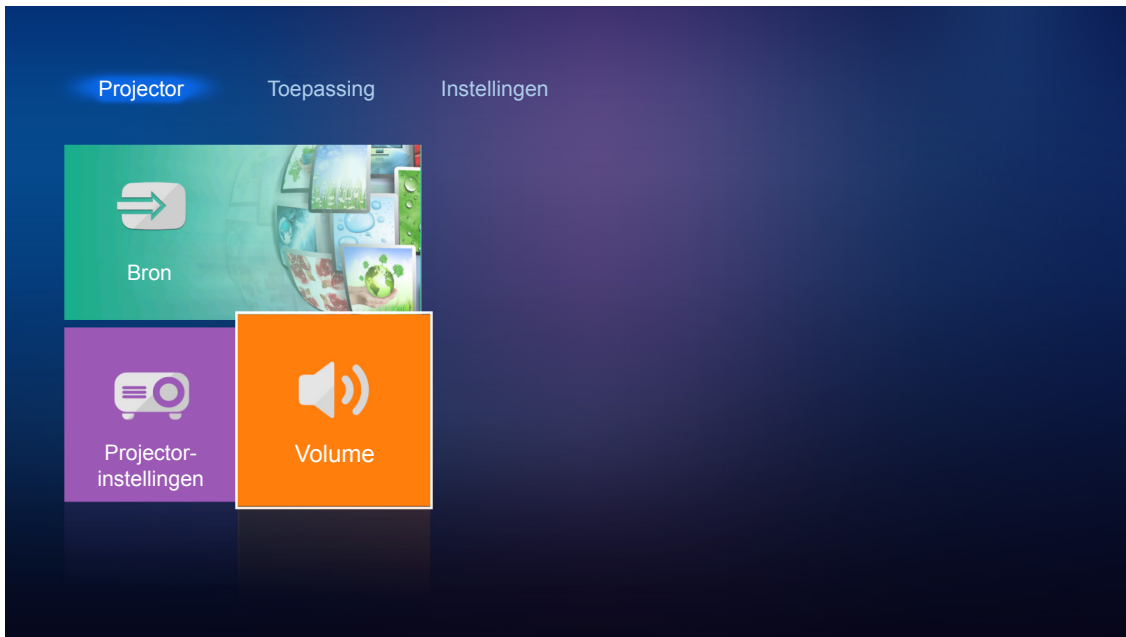 Projector
Toepassing
Instellingen
Bron
Projector-
instellingen
Volume